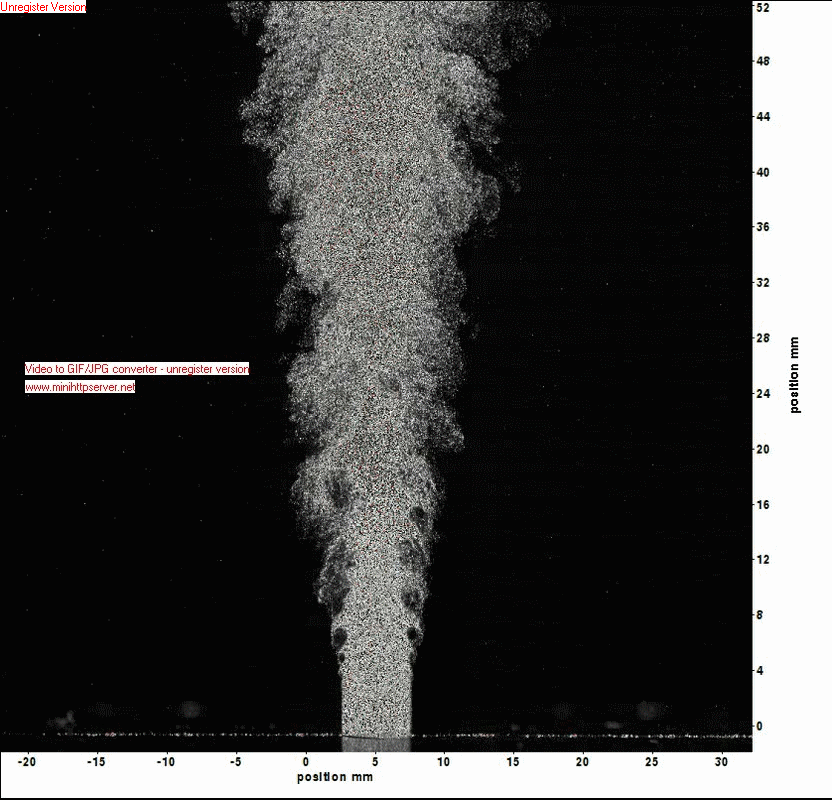 Unregister Version
52
48
44
40
36
32
28
Video to GIF/JPG converter - unregister version
www.minihttpserver.net
24
20
16
12
8
4
0
position mm
-20 -15 -10 -5 0 5 10 15 20 25 30
position mm